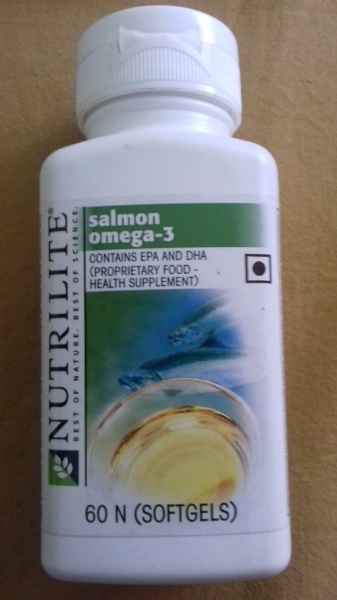 salmon
omega-3
CONTAINS EPA AND DHA
(PROPRIETARY FOOD -
HEALTH SUPPLEMENT)
NUTRILITE®
BEST OF NATURE. BEST OF SCIENCE.
60 N (SOFTGELS)